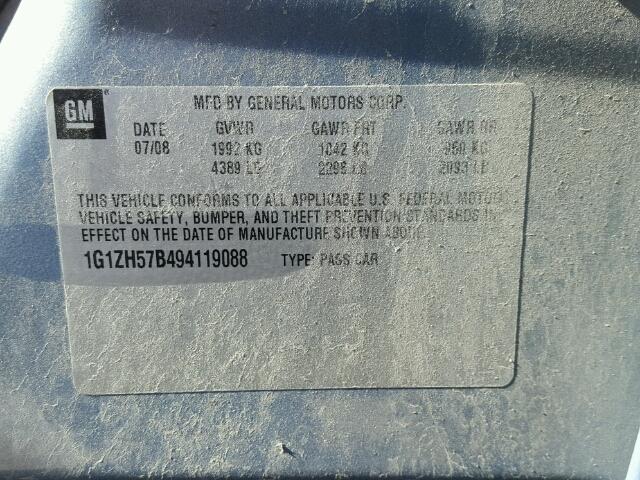 GM
MFD BY GENERAL MOTORS CORP.
DATE GVWR GAWR FRT GAWR RR
07/08 1992 KG 1042 KG 950 KG
4389 LB 2296 LB 2093 LB
THIS VEHICLE CONFORMS TO ALL APPLICABLE U.S. FEDERAL MOTOR
VEHICLE SAFETY, BUMPER, AND THEFT PREVENTION STANDARDS IN
EFFECT ON THE DATE OF MANUFACTURE SHOWN ABOVE.
1G1ZH57B494119088 TYPE: PASS CAR